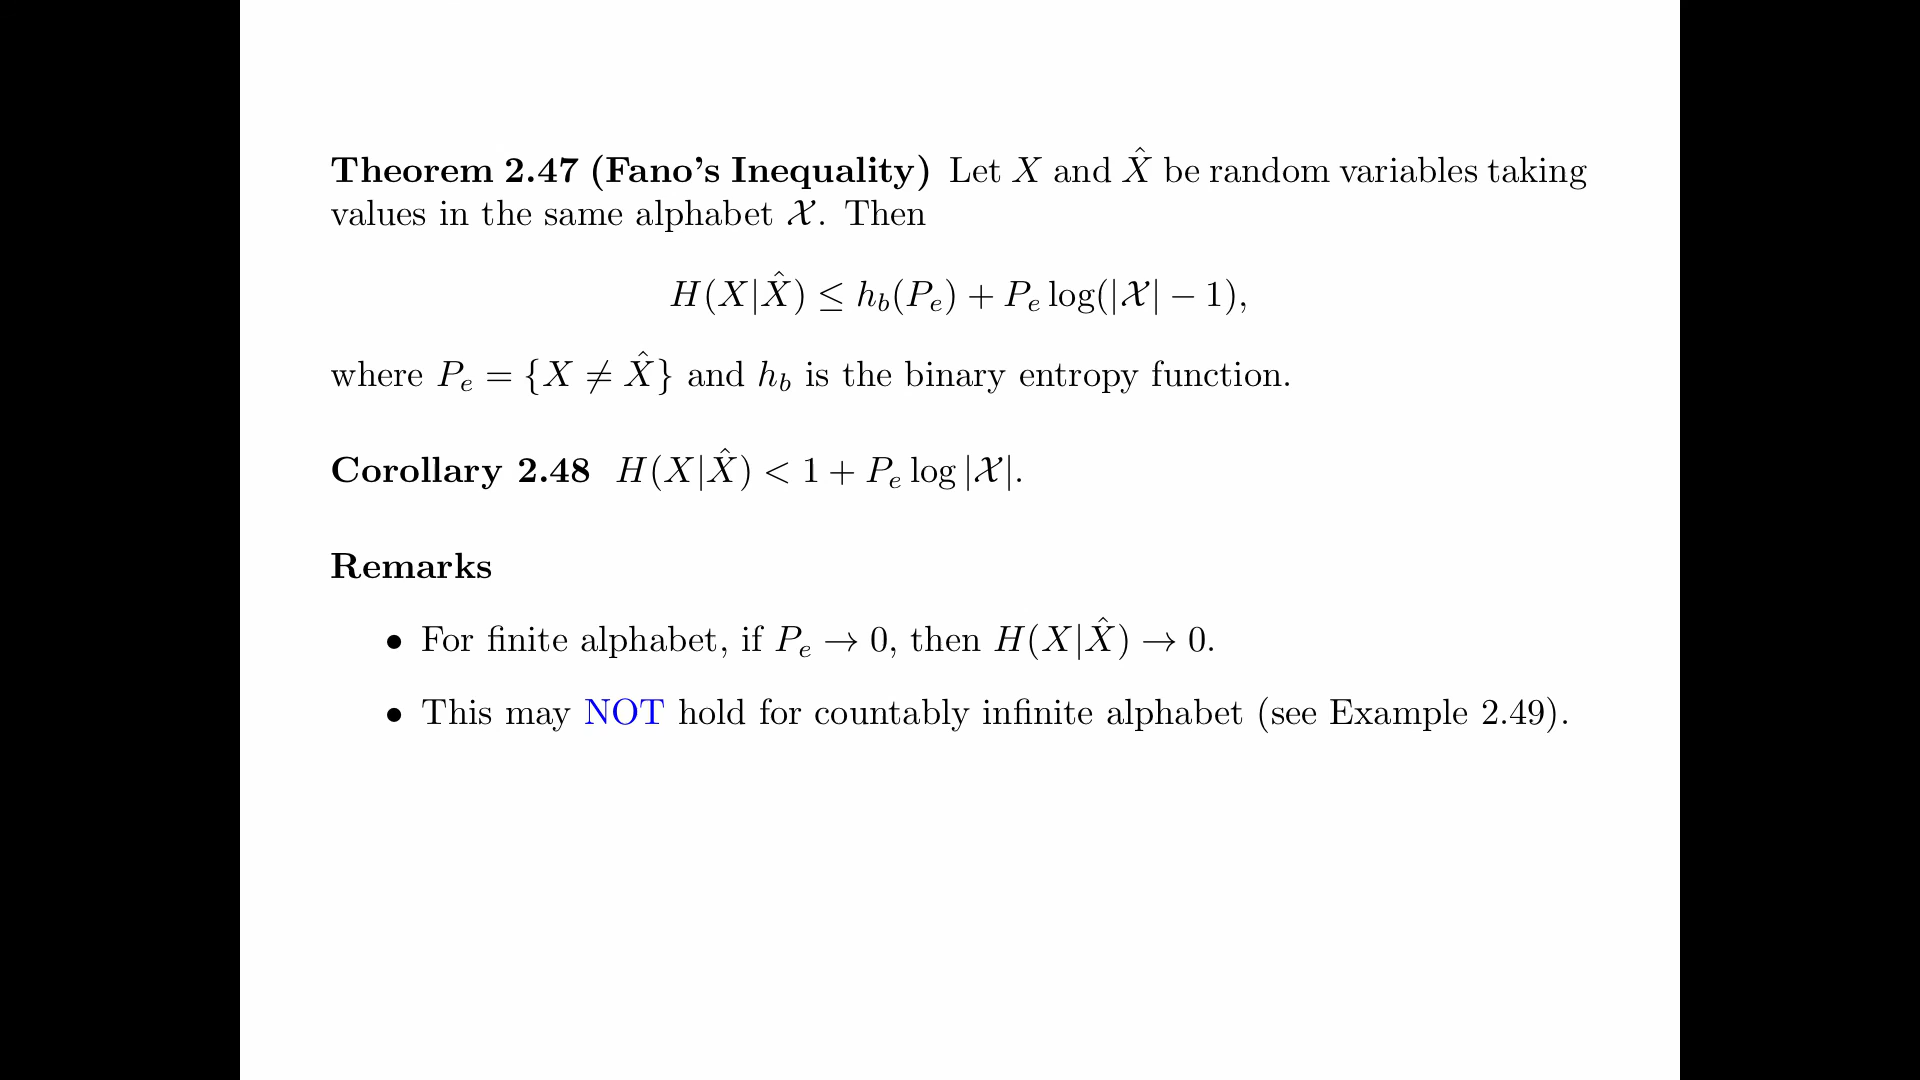 Theorem 2.47 (Fano's Inequality) Let X and X̂ be random variables taking
values in the same alphabet 𝒳. Then
H(X|X̂) ≤ h_b(P_e) + P_e log(|𝒳| − 1),
where P_e = {X ≠ X̂} and h_b is the binary entropy function.
Corollary 2.48 H(X|X̂) < 1 + P_e log |𝒳|.
Remarks
• For finite alphabet, if P_e → 0, then H(X|X̂) → 0.
• This may NOT hold for countably infinite alphabet (see Example 2.49).